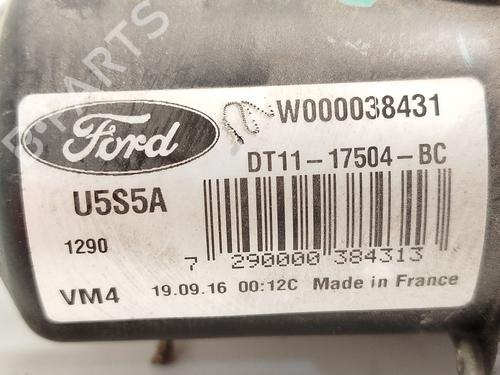 B-PARTS
Ford
W000038431
DT11-17504-BC
U5S5A
1290
7 290000 384313
VM4 19.09.16 00:12C Made in France